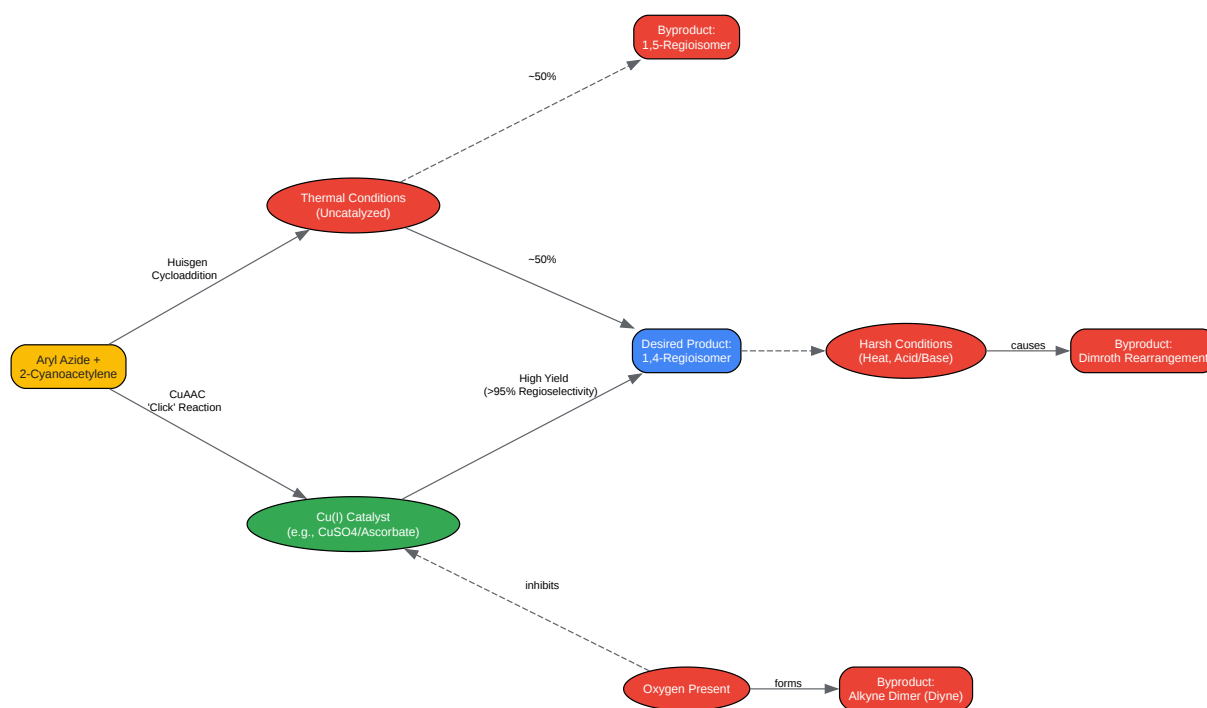 Byproduct:
1,5-Regioisomer
~50%
Thermal Conditions
(Uncatalyzed)
Huisgen
Cycloaddition
~50%
Aryl Azide +
2-Cyanoacetylene
Desired Product:
1,4-Regioisomer
Harsh Conditions
(Heat, Acid/Base)
causes
Byproduct:
Dimroth Rearrangement
High Yield
(>95% Regioselectivity)
CuAAC
'Click' Reaction
Cu(I) Catalyst
(e.g., CuSO4/Ascorbate)
inhibits
Oxygen Present
forms
Byproduct:
Alkyne Dimer (Diyne)